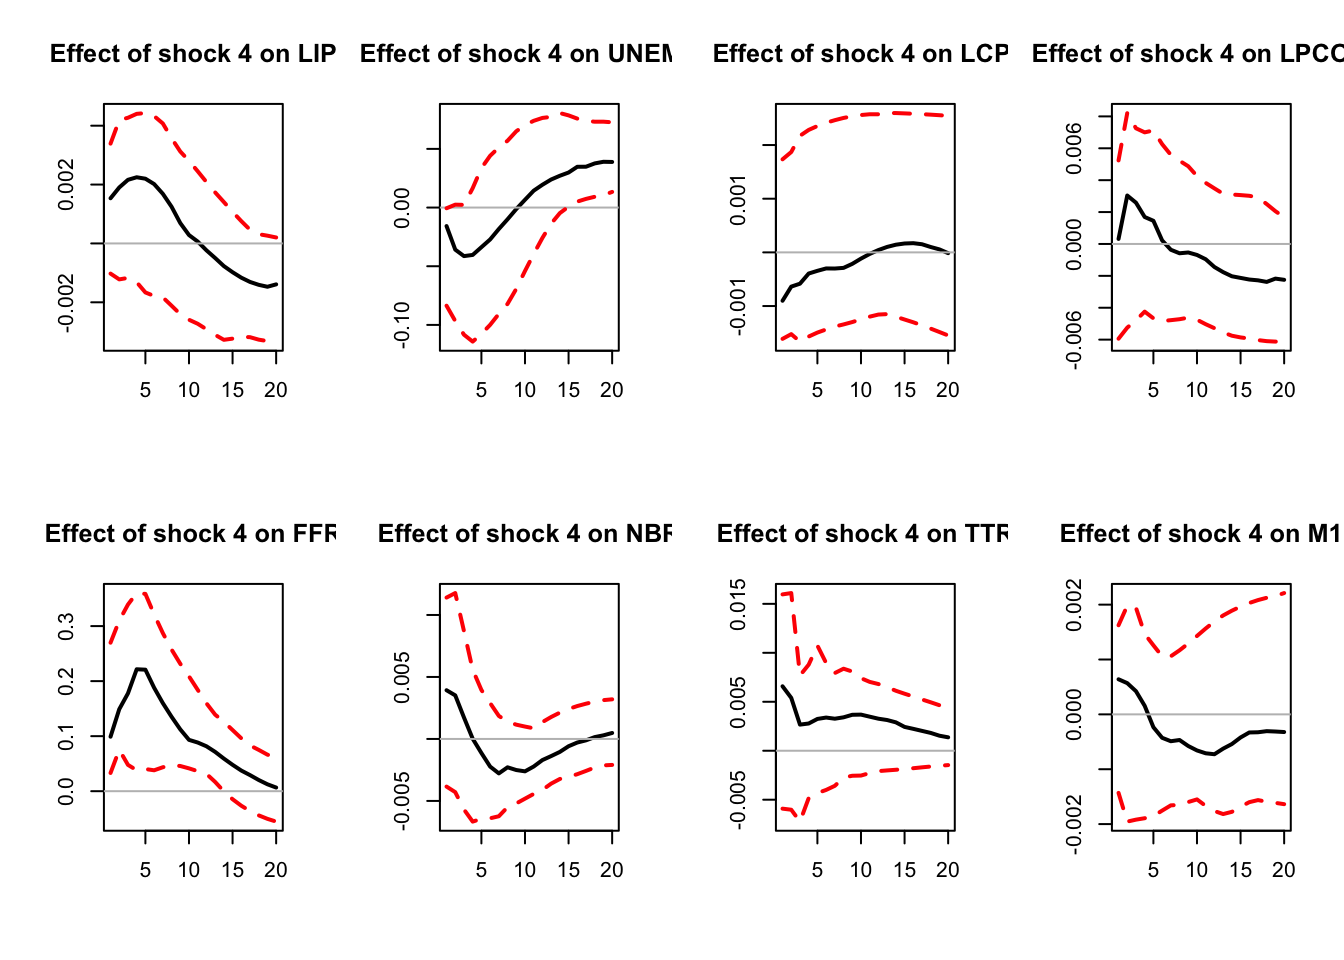 Effect of shock 4 on LIP
Effect of shock 4 on UNEM
Effect of shock 4 on LCP
Effect of shock 4 on LPCO
0.002
-0.002
5 10 15 20
0.00
-0.10
5 10 15 20
0.001
-0.001
5 10 15 20
0.006
0.000
-0.006
5 10 15 20
Effect of shock 4 on FFR
Effect of shock 4 on NBR
Effect of shock 4 on TTR
Effect of shock 4 on M1
0.3
0.2
0.1
0.0
5 10 15 20
0.005
-0.005
5 10 15 20
0.015
0.005
-0.005
5 10 15 20
0.002
0.000
-0.002
5 10 15 20